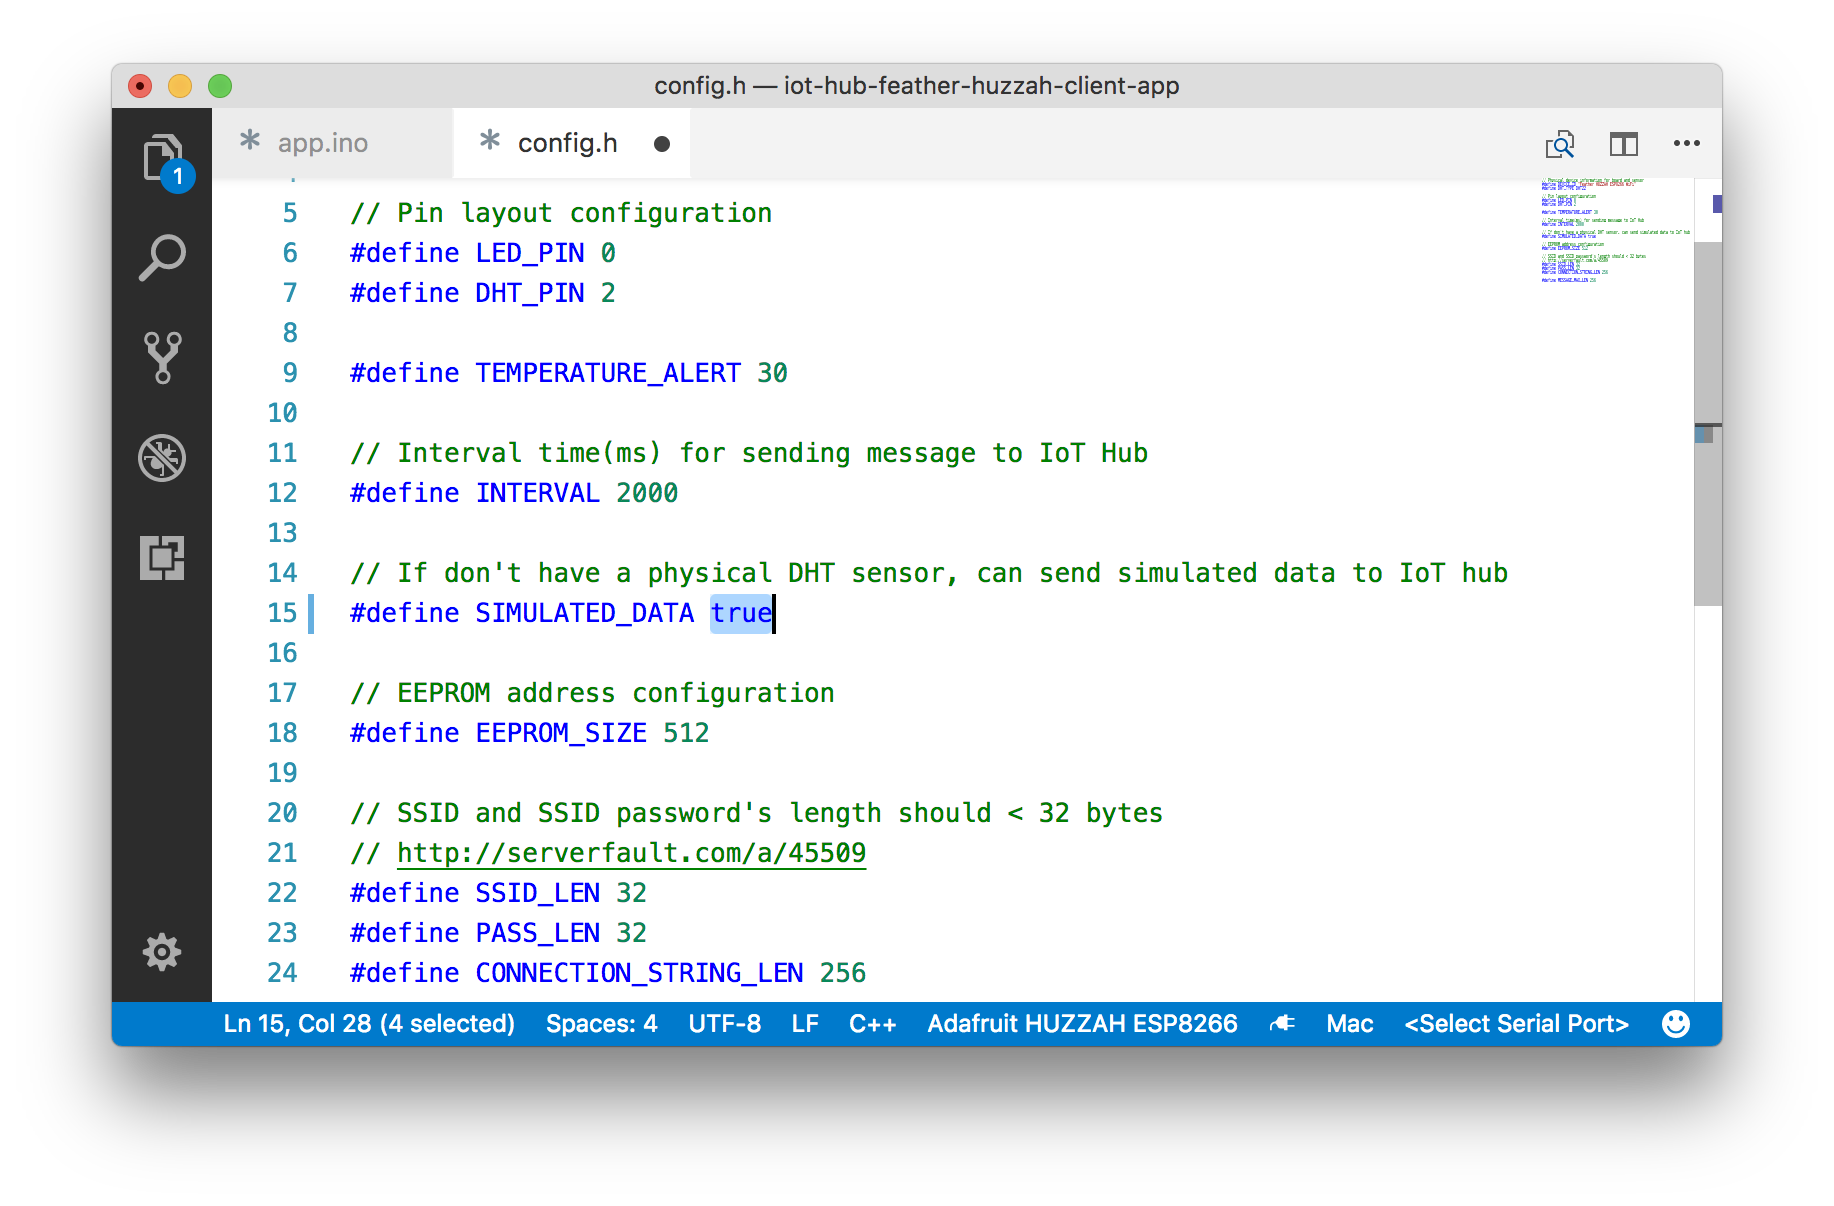 config.h — iot-hub-feather-huzzah-client-app
app.ino
config.h
1
5 // Pin layout configuration
6 #define LED_PIN 0
7 #define DHT_PIN 2
8
9 #define TEMPERATURE_ALERT 30
10
11 // Interval time(ms) for sending message to IoT Hub
12 #define INTERVAL 2000
13
14 // If don't have a physical DHT sensor, can send simulated data to IoT hub
15 #define SIMULATED_DATA true
16
17 // EEPROM address configuration
18 #define EEPROM_SIZE 512
19
20 // SSID and SSID password's length should < 32 bytes
21 // http://serverfault.com/a/45509
22 #define SSID_LEN 32
23 #define PASS_LEN 32
24 #define CONNECTION_STRING_LEN 256
Ln 15, Col 28 (4 selected) Spaces: 4 UTF-8 LF C++ Adafruit HUZZAH ESP8266 Mac <Select Serial Port>